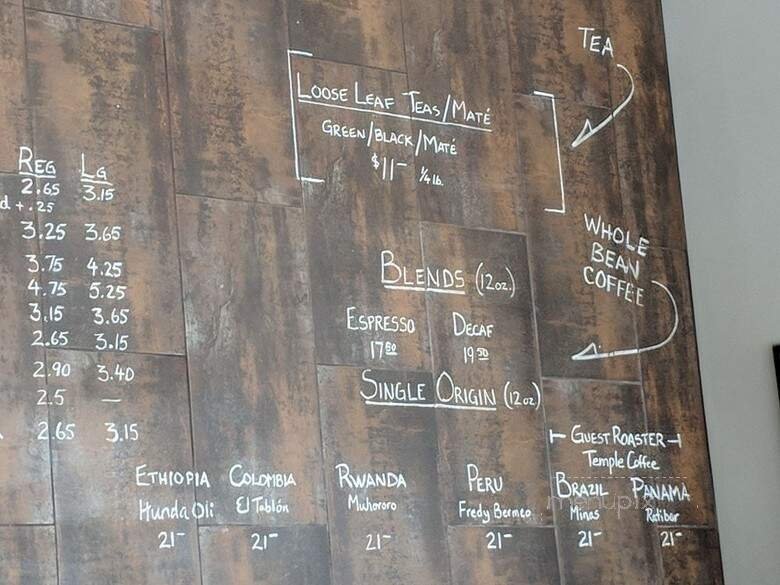 TEA
LOOSE LEAF TEAS/MATÉ
GREEN/BLACK/MATÉ
$11- 1/4 lb.
REG LG
2.65 3.15
d + .25
3.25 3.65
3.75 4.25
4.75 5.25
3.15 3.65
2.65 3.15
2.90 3.40
2.5 —
2.65 3.15
WHOLE
BEAN
COFFEE
BLENDS (12oz.)
ESPRESSO DECAF
17 50 19 50
SINGLE ORIGIN (12oz)
GUEST ROASTER
Temple Coffee
ETHIOPIA COLOMBIA RWANDA PERU BRAZIL PANAMA
Hunda Oli El Tablón Muhororo Fredy Bermeo Minas Ratibor
21- 21- 21- 21- 21- 21-